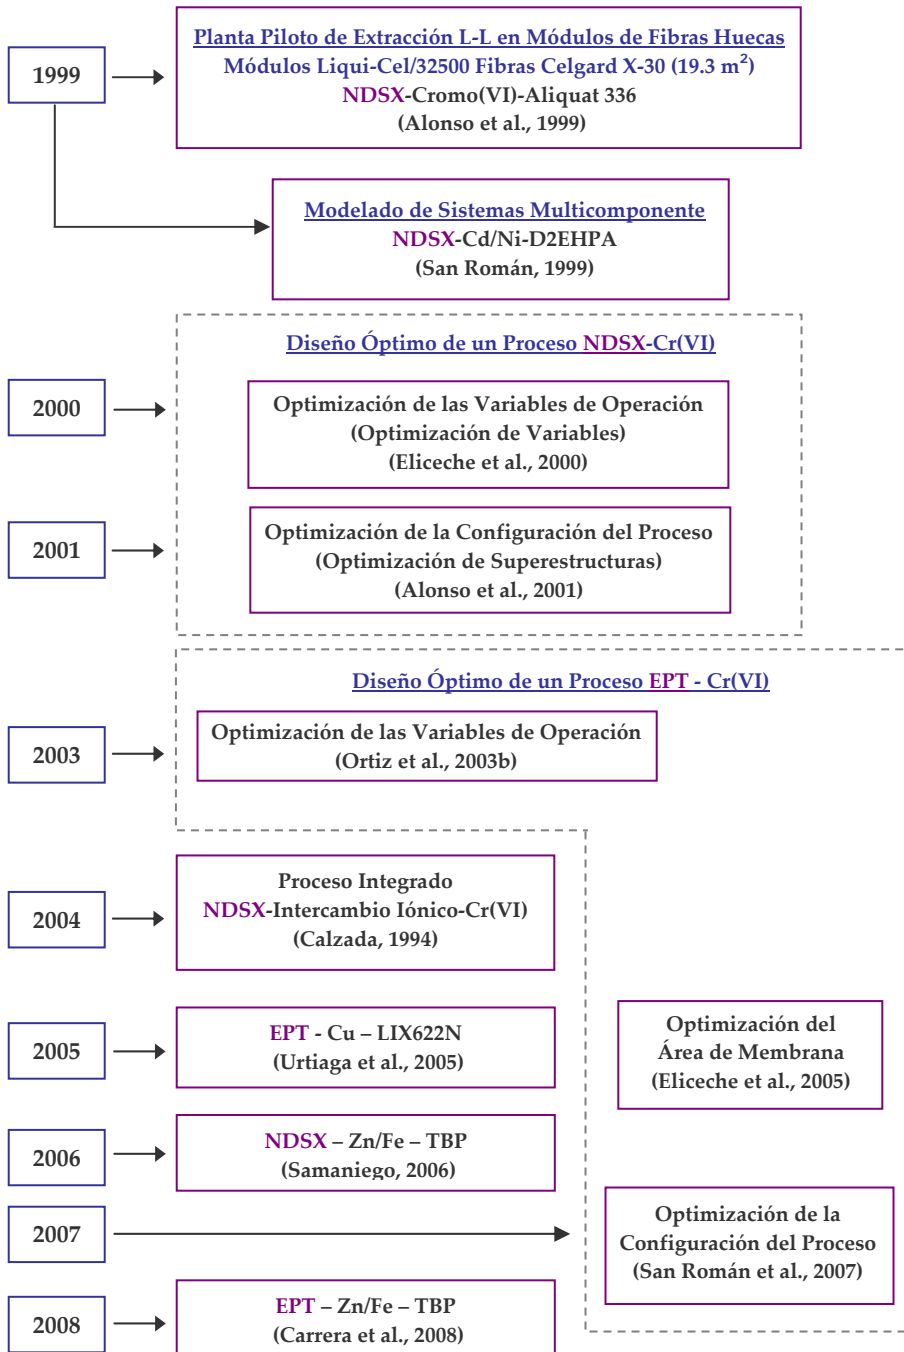 1999
Planta Piloto de Extracción L-L en Módulos de Fibras Huecas
Módulos Liqui-Cel/32500 Fibras Celgard X-30 (19.3 m²)
NDSX-Cromo(VI)-Aliquat 336
(Alonso et al., 1999)
Modelado de Sistemas Multicomponente
NDSX-Cd/Ni-D2EHPA
(San Román, 1999)
Diseño Óptimo de un Proceso NDSX-Cr(VI)
2000
Optimización de las Variables de Operación
(Optimización de Variables)
(Eliceche et al., 2000)
2001
Optimización de la Configuración del Proceso
(Optimización de Superestructuras)
(Alonso et al., 2001)
Diseño Óptimo de un Proceso EPT - Cr(VI)
2003
Optimización de las Variables de Operación
(Ortiz et al., 2003b)
2004
Proceso Integrado
NDSX-Intercambio Iónico-Cr(VI)
(Calzada, 1994)
2005
EPT - Cu – LIX622N
(Urtiaga et al., 2005)
Optimización del
Área de Membrana
(Eliceche et al., 2005)
2006
NDSX – Zn/Fe – TBP
(Samaniego, 2006)
2007
Optimización de la
Configuración del Proceso
(San Román et al., 2007)
2008
EPT – Zn/Fe – TBP
(Carrera et al., 2008)